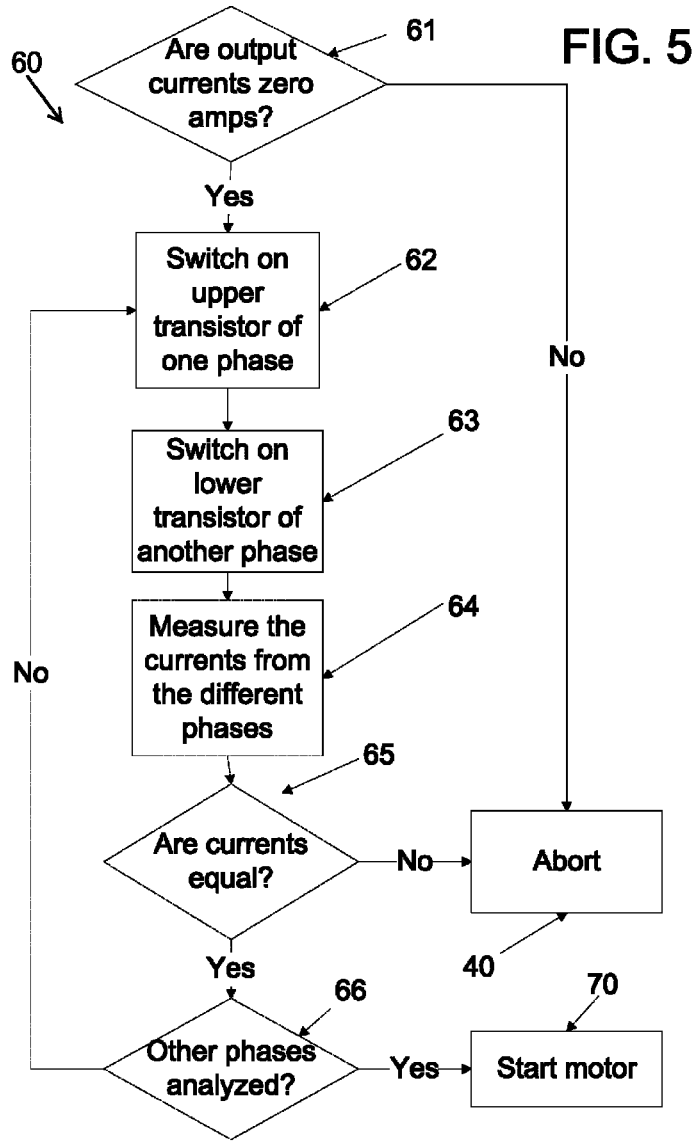 FIG. 5
60
61
Are output
currents zero
amps?
Yes
No
62
Switch on
upper
transistor of
one phase
63
Switch on
lower
transistor of
another phase
64
Measure the
currents from
the different
phases
65
Are currents
equal?
No
Abort
40
Yes
66
Other phases
analyzed?
No
Yes
70
Start motor